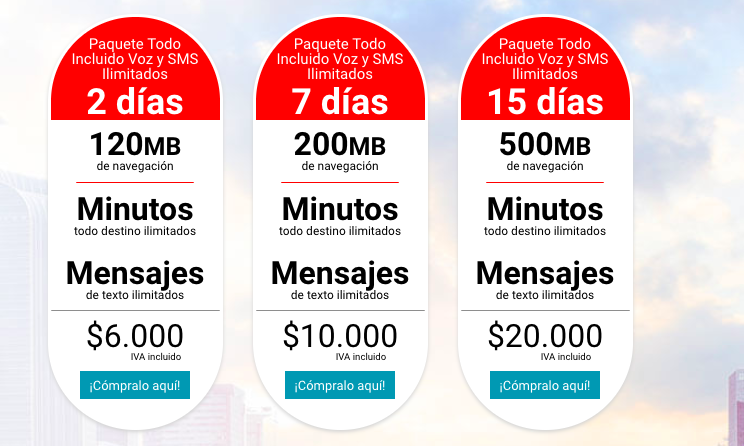 Paquete Todo
Incluido Voz y SMS
Ilimitados
2 días
120MB
de navegación
Minutos
todo destino ilimitados
Mensajes
de texto ilimitados
$6.000
IVA incluido
¡Cómpralo aquí!
Paquete Todo
Incluido Voz y SMS
Ilimitados
7 días
200MB
de navegación
Minutos
todo destino ilimitados
Mensajes
de texto ilimitados
$10.000
IVA incluido
¡Cómpralo aquí!
Paquete Todo
Incluido Voz y SMS
Ilimitados
15 días
500MB
de navegación
Minutos
todo destino ilimitados
Mensajes
de texto ilimitados
$20.000
IVA incluido
¡Cómpralo aquí!